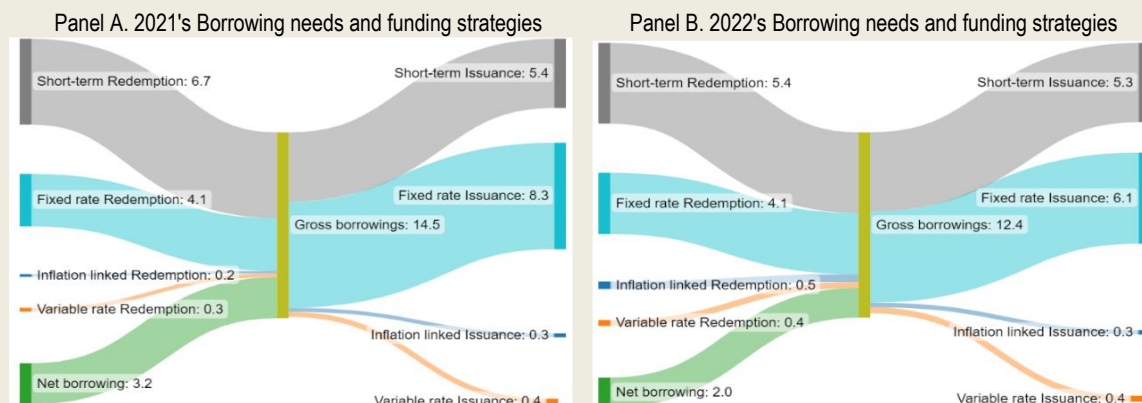 Panel A. 2021's Borrowing needs and funding strategies
Short-term Redemption: 6.7
Short-term Issuance: 5.4
Fixed rate Redemption: 4.1
Fixed rate Issuance: 8.3
Gross borrowings: 14.5
Inflation linked Redemption: 0.2
Variable rate Redemption: 0.3
Inflation linked Issuance: 0.3
Net borrowing: 3.2
Variable rate Issuance: 0.4
Panel B. 2022's Borrowing needs and funding strategies
Short-term Redemption: 5.4
Short-term Issuance: 5.3
Fixed rate Redemption: 4.1
Fixed rate Issuance: 6.1
Gross borrowings: 12.4
Inflation linked Redemption: 0.5
Variable rate Redemption: 0.4
Inflation linked Issuance: 0.3
Net borrowing: 2.0
Variable rate Issuance: 0.4